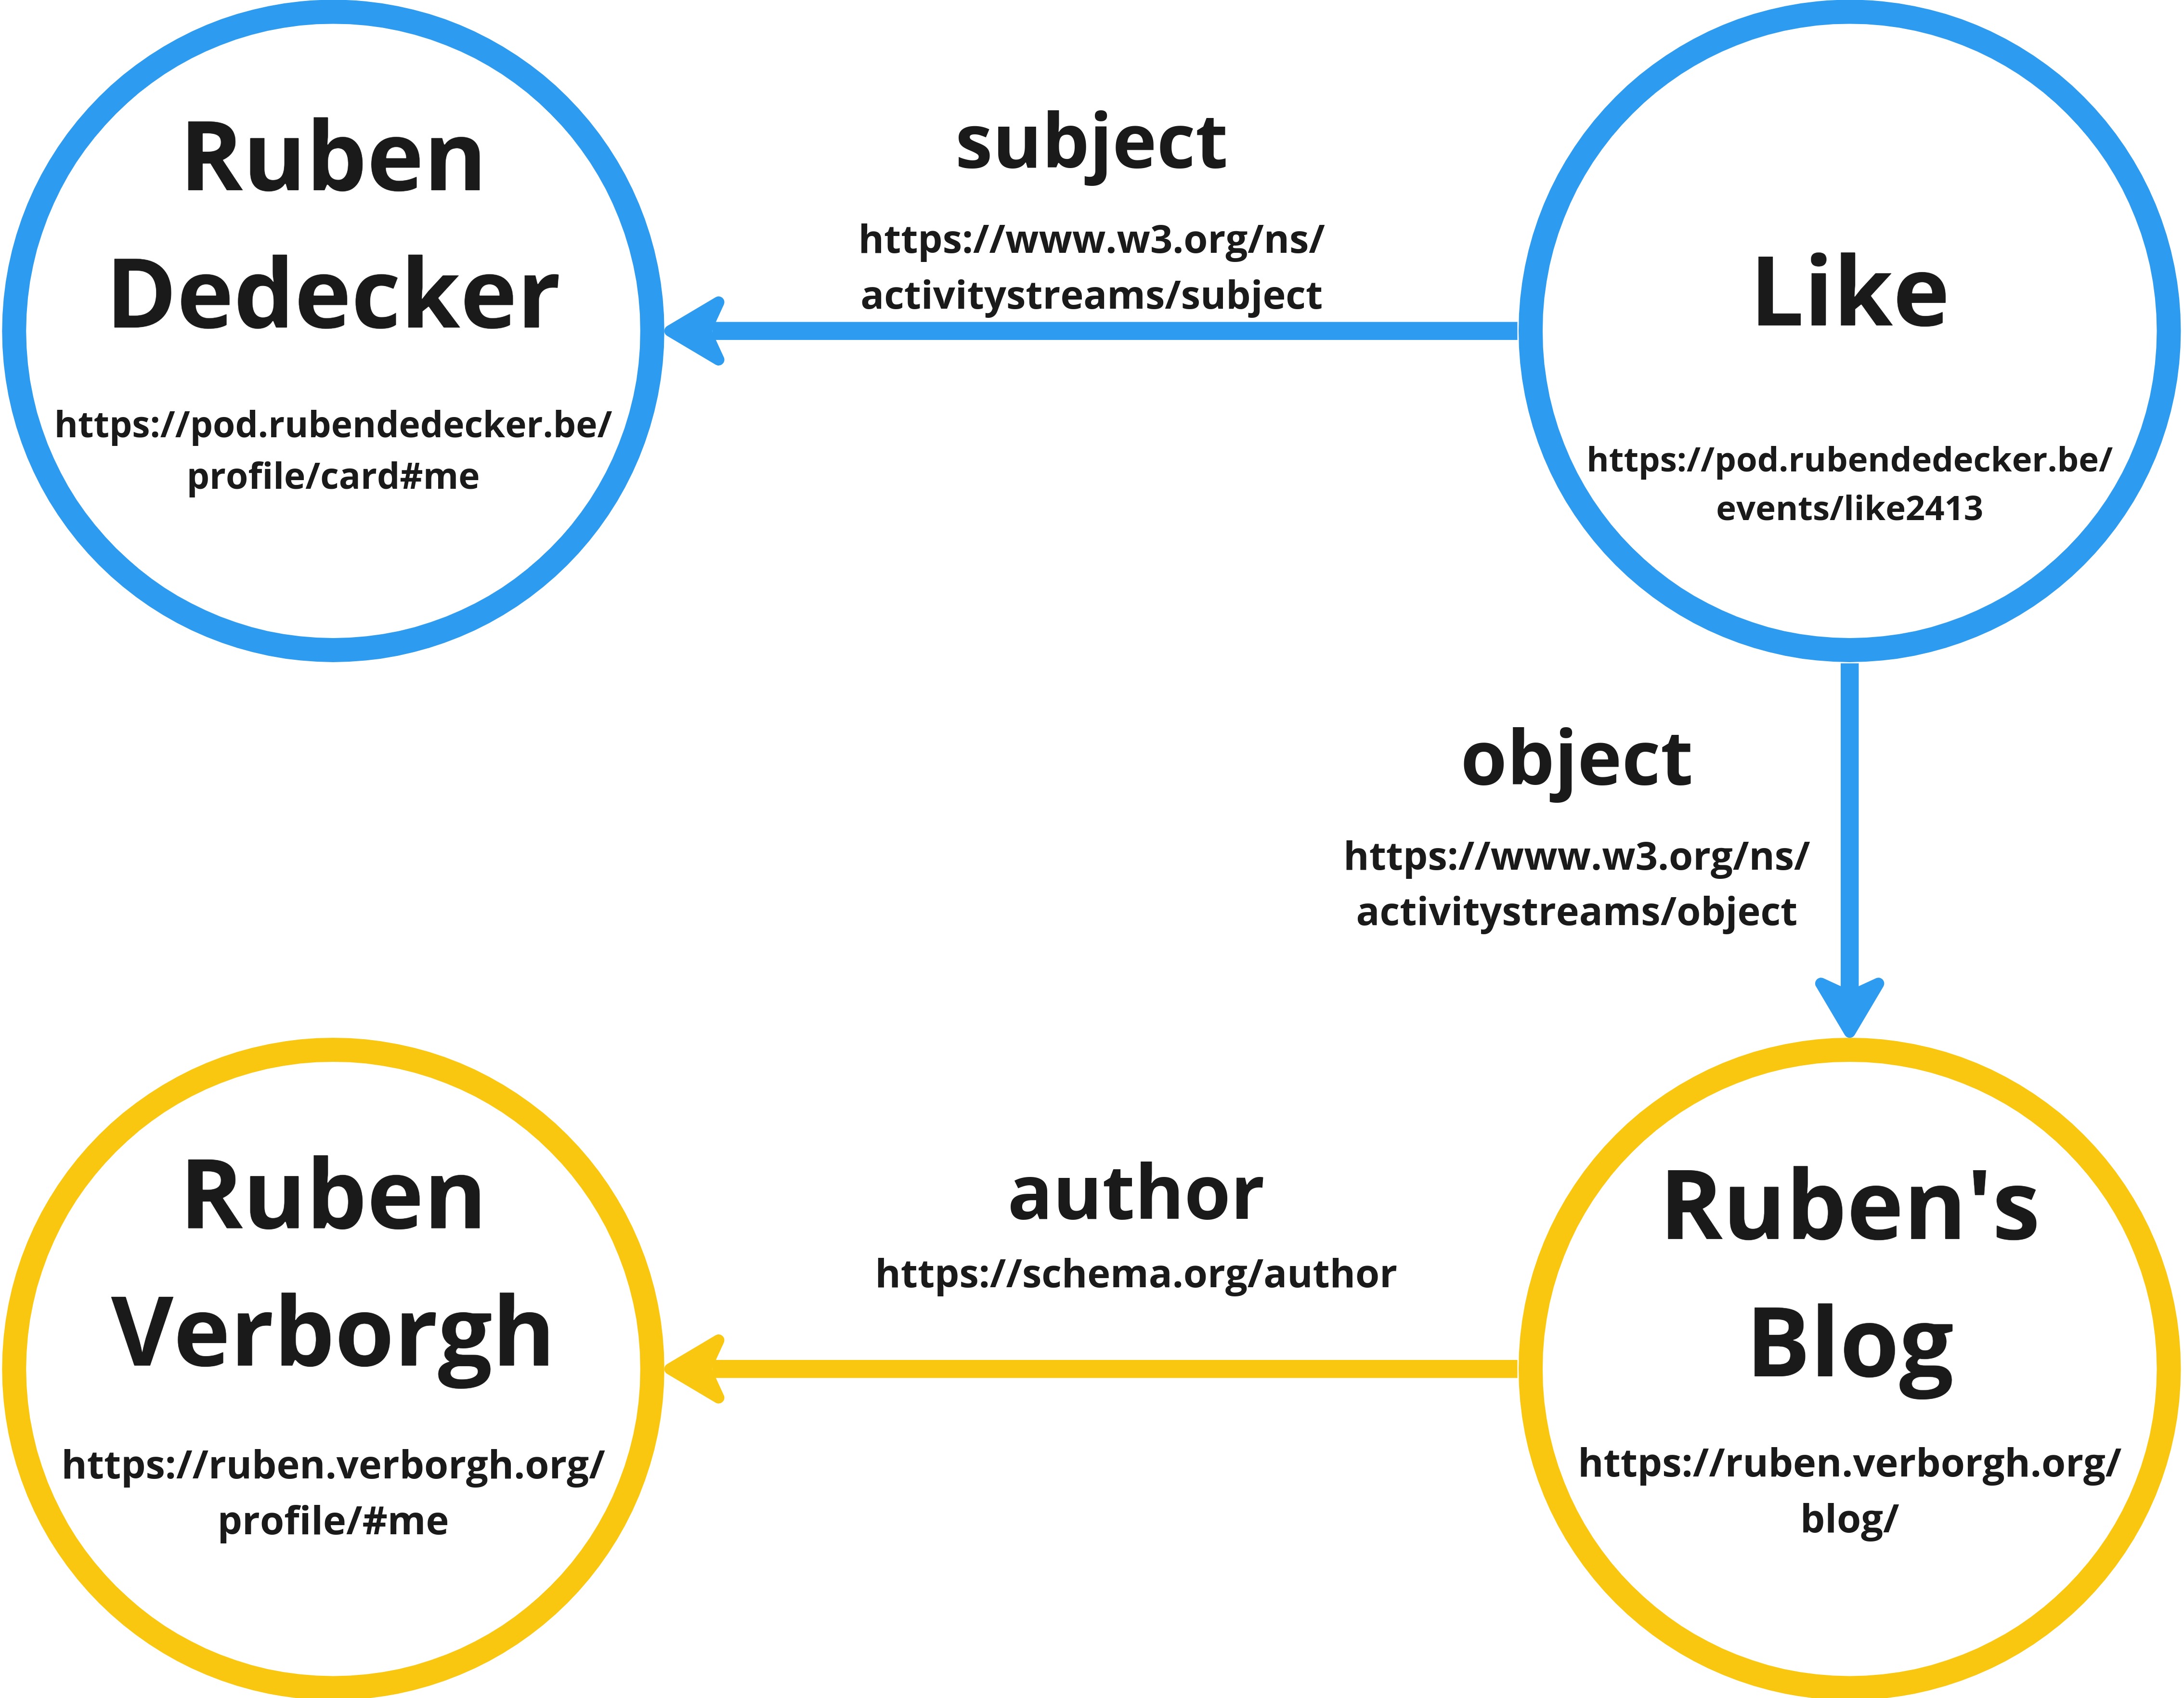 Ruben
Dedecker
https://pod.rubendedecker.be/
profile/card#me
subject
https://www.w3.org/ns/
activitystreams/subject
Like
https://pod.rubendedecker.be/
events/like2413
object
https://www.w3.org/ns/
activitystreams/object
Ruben
Verborgh
https://ruben.verborgh.org/
profile/#me
author
https://schema.org/author
Ruben's
Blog
https://ruben.verborgh.org/
blog/